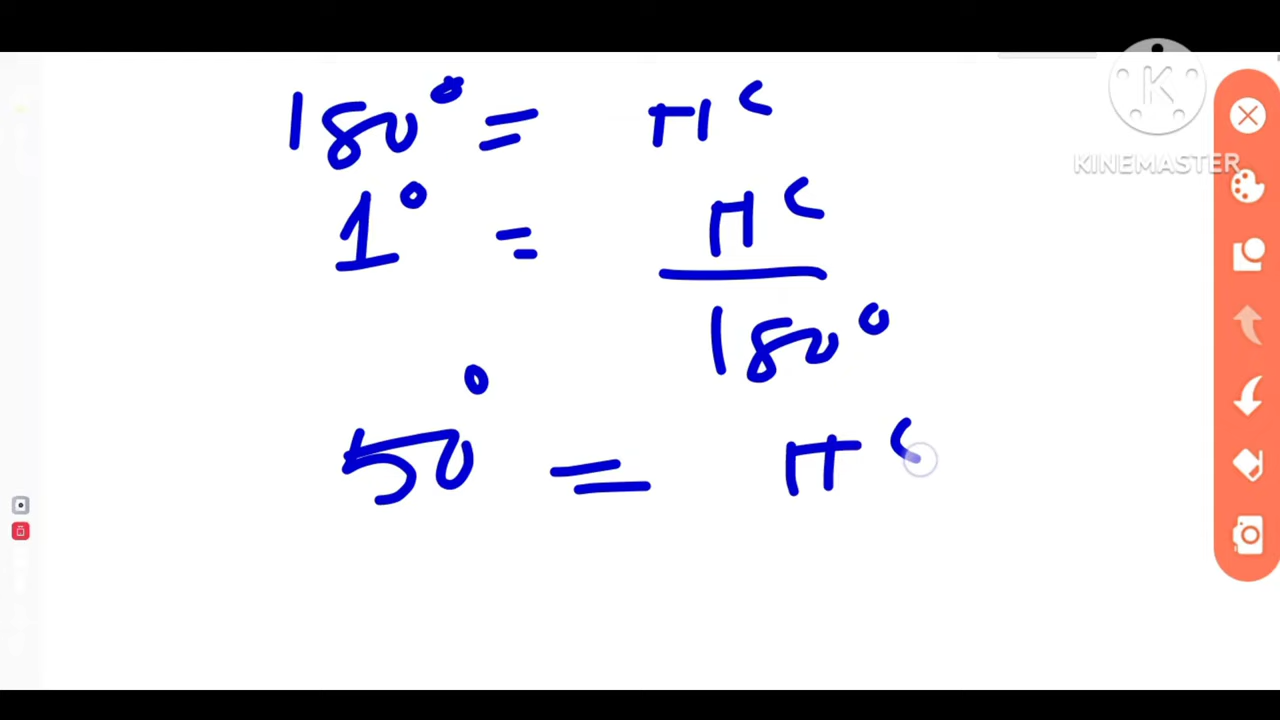 180° = π ᶜ
KINEMASTER
1° = π ᶜ
180°
50° = π ᶜ